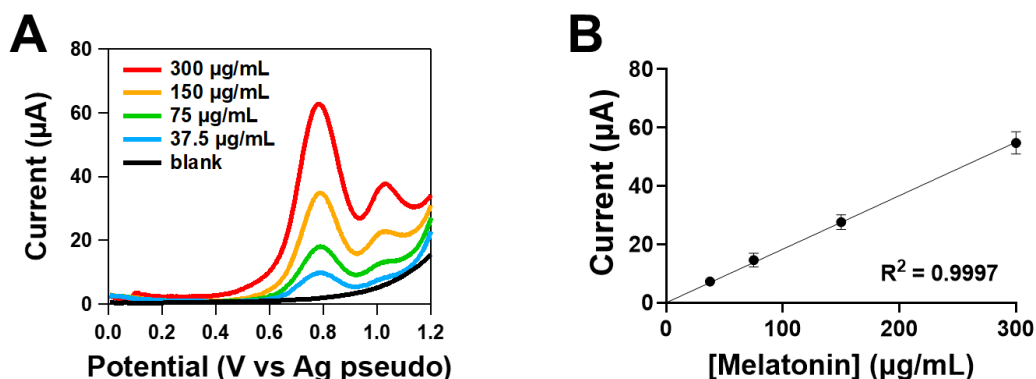 A
80
60
40
20
0
Current (µA)
300 µg/mL
150 µg/mL
75 µg/mL
37.5 µg/mL
blank
0.0 0.2 0.4 0.6 0.8 1.0 1.2
Potential (V vs Ag pseudo)
B
80
60
40
20
0
Current (µA)
R² = 0.9997
0 100 200 300
[Melatonin] (µg/mL)